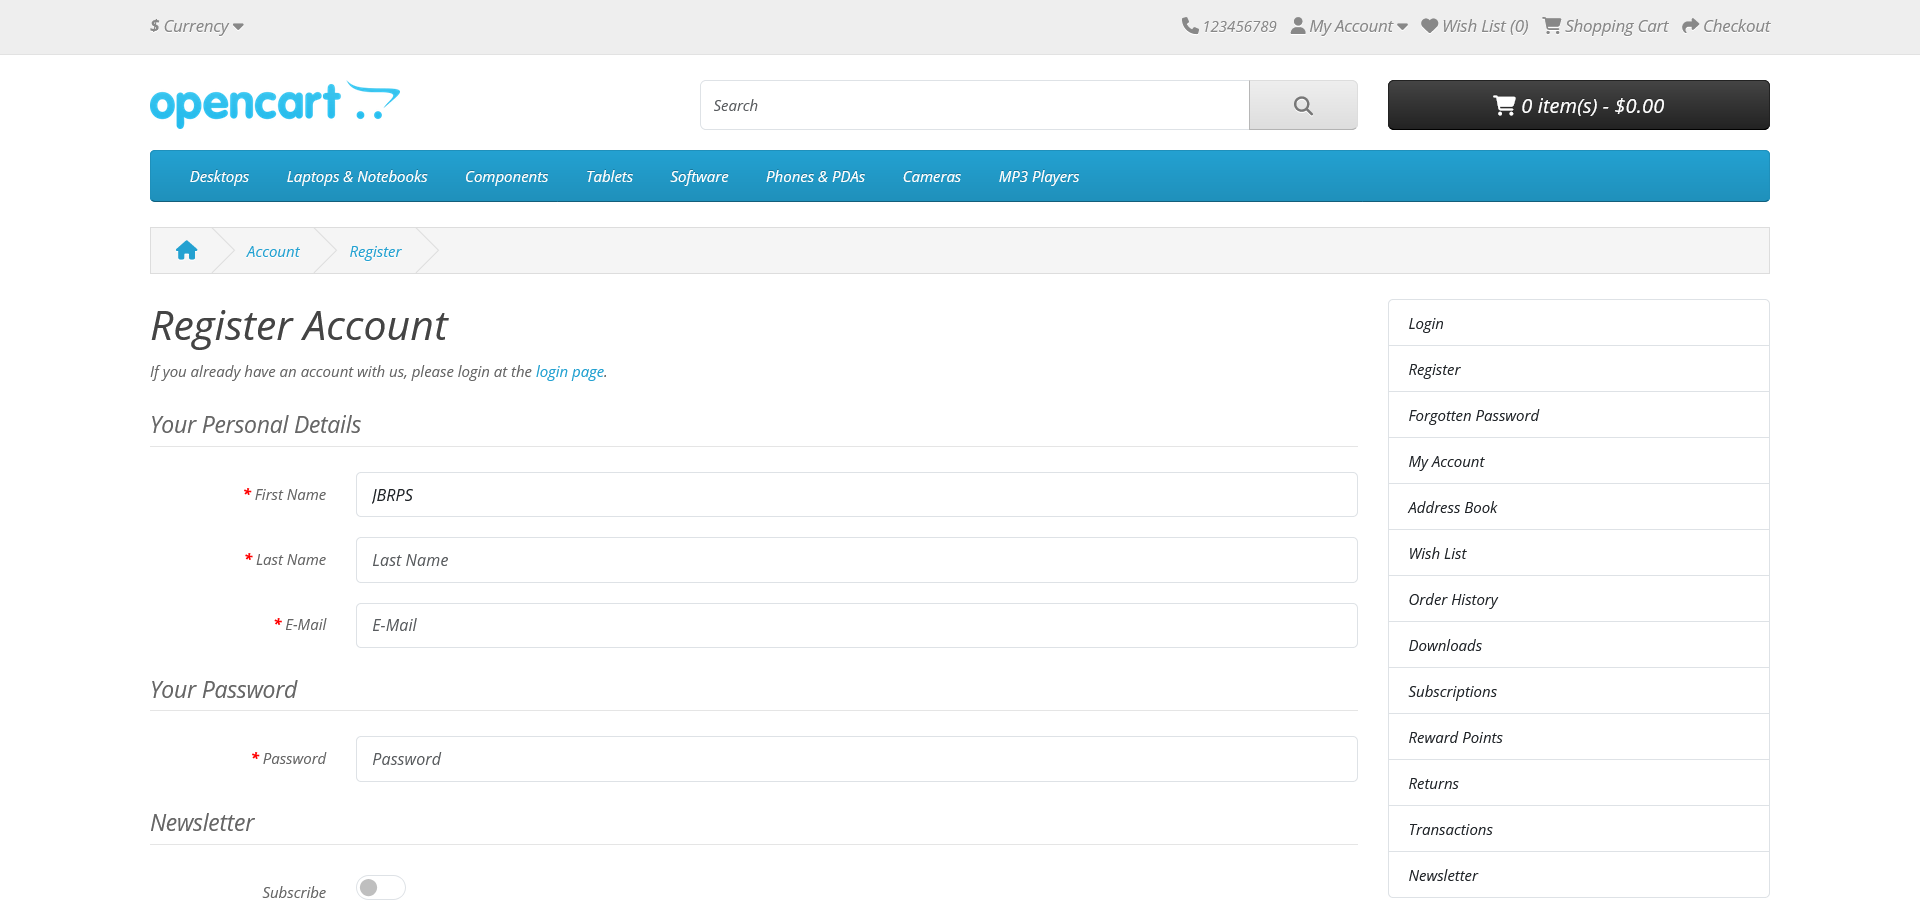 $ Currency
123456789 My Account Wish List (0) Shopping Cart Checkout
opencart
Search
0 item(s) - $0.00
Desktops Laptops & Notebooks Components Tablets Software Phones & PDAs Cameras MP3 Players
Account Register
Register Account
If you already have an account with us, please login at the login page.
Your Personal Details
* First Name JBRPS
* Last Name Last Name
* E-Mail E-Mail
Your Password
* Password Password
Newsletter
Subscribe
Login
Register
Forgotten Password
My Account
Address Book
Wish List
Order History
Downloads
Subscriptions
Reward Points
Returns
Transactions
Newsletter